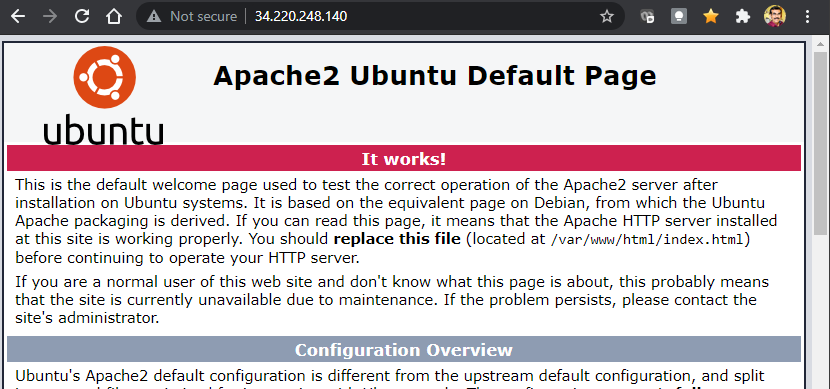 Not secure | 34.220.248.140
Apache2 Ubuntu Default Page
ubuntu
It works!
This is the default welcome page used to test the correct operation of the Apache2 server after
installation on Ubuntu systems. It is based on the equivalent page on Debian, from which the Ubuntu
Apache packaging is derived. If you can read this page, it means that the Apache HTTP server installed
at this site is working properly. You should replace this file (located at /var/www/html/index.html)
before continuing to operate your HTTP server.
If you are a normal user of this web site and don't know what this page is about, this probably means
that the site is currently unavailable due to maintenance. If the problem persists, please contact the
site's administrator.
Configuration Overview
Ubuntu's Apache2 default configuration is different from the upstream default configuration, and split